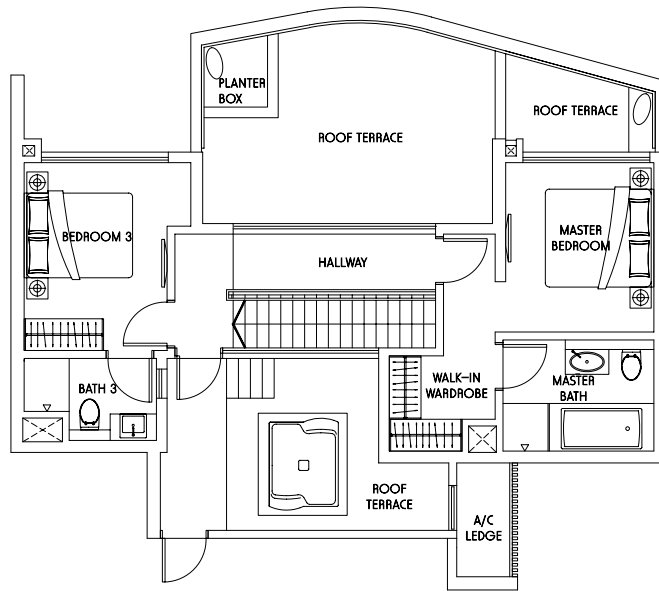 PLANTER
BOX
ROOF TERRACE
ROOF TERRACE
BEDROOM 3
MASTER
BEDROOM
HALLWAY
BATH 3
WALK-IN
WARDROBE
MASTER
BATH
ROOF
TERRACE
A/C
LEDGE